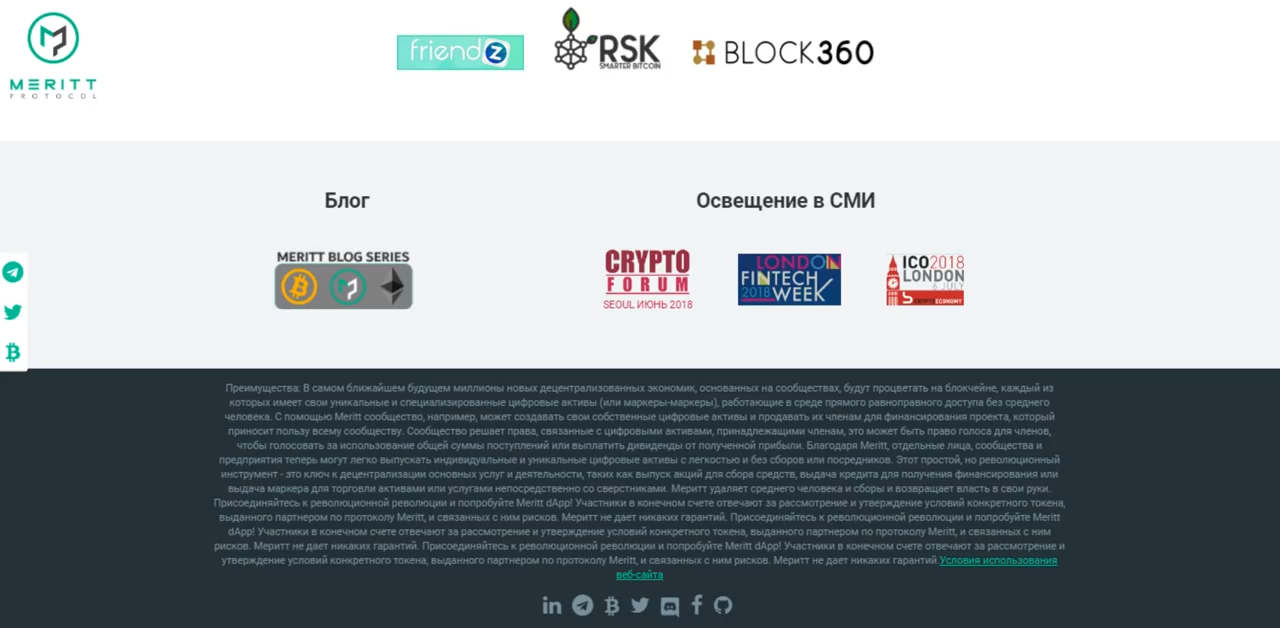 MERITT
PROTOCOL
friendz
RSK
SMARTER BITCOIN
BLOCK360
Блог
Освещение в СМИ
MERITT BLOG SERIES
CRYPTO
FORUM
SEOUL ИЮНЬ 2018
LONDON
FINTECH
2018 WEEK
ICO2018
LONDON
6 JULY
CRYPTOECONOMY
Преимущества: В самом ближайшем будущем миллионы новых децентрализованных экономик, основанных на сообществах, будут процветать на блокчейне, каждый из
которых имеет свои уникальные и специализированные цифровые активы (или маркеры-маркеры), работающие в среде прямого равноправного доступа без среднего
человека. С помощью Meritt сообщество, например, может создавать свои собственные цифровые активы и продавать их членам для финансирования проекта, который
приносит пользу всему сообществу. Сообщество решает права, связанные с цифровыми активами, принадлежащими членам, это может быть право голоса для членов,
чтобы голосовать за использование общей суммы поступлений или выплатить дивиденды от полученной прибыли. Благодаря Meritt, отдельные лица, сообщества и
предприятия теперь могут легко выпускать индивидуальные и уникальные цифровые активы с легкостью и без сборов или посредников. Этот простой, но революционный
инструмент - это ключ к децентрализации основных услуг и деятельности, таких как выпуск акций для сбора средств, выдача кредита для получения финансирования или
выдача маркера для торговли активами или услугами непосредственно со сверстниками. Меритт удаляет среднего человека и сборы и возвращает власть в свои руки.
Присоединяйтесь к революционной революции и попробуйте Meritt dApp! Участники в конечном счете отвечают за рассмотрение и утверждение условий конкретного токена,
выданного партнером по протоколу Meritt, и связанных с ним рисков. Меритт не дает никаких гарантий. Присоединяйтесь к революционной революции и попробуйте Meritt
dApp! Участники в конечном счете отвечают за рассмотрение и утверждение условий конкретного токена, выданного партнером по протоколу Meritt, и связанных с ним
рисков. Меритт не дает никаких гарантий. Присоединяйтесь к революционной революции и попробуйте Meritt dApp! Участники в конечном счете отвечают за рассмотрение и
утверждение условий конкретного токена, выданного партнером по протоколу Meritt, и связанных с ним рисков. Меритт не дает никаких гарантий.Условия использования
веб-сайта